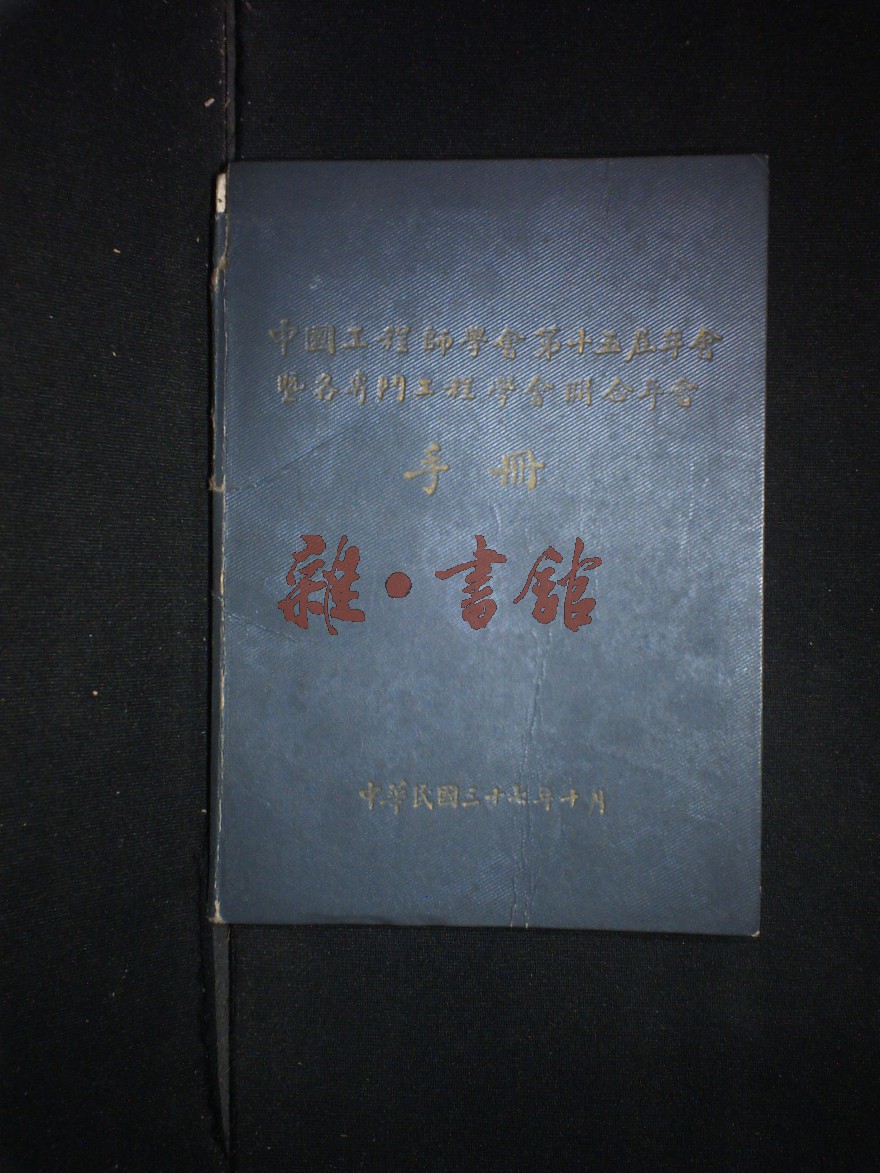 中國工程師學會第十五屆年會
暨各專門工程學會聯合年會
手冊
雜·書館
中華民國三十七年十月